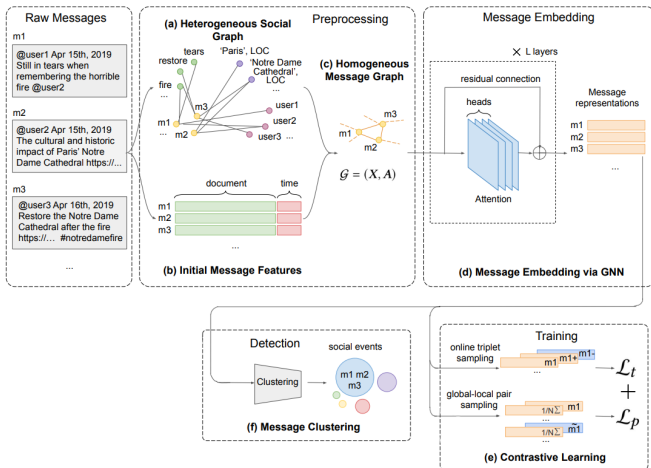 Raw Messages
m1
@user1 Apr 15th, 2019
Still in tears when
remembering the horrible
fire @user2
m2
@user2 Apr 15th, 2019
The cultural and historic
impact of Paris' Notre
Dame Cathedral https://...
m3
@user3 Apr 16th, 2019
Restore the Notre Dame
Cathedral after the fire
https://... #notredamefire
...
Preprocessing
(a) Heterogeneous Social
Graph
tears
'Paris', LOC
restore
'Notre Dame
Cathedral',
LOC
...
fire
...
m3
m1
...
m2
user1
user2
user3 ...
document
time
m1
m2
m3
...
(b) Initial Message Features
(c) Homogeneous
Message Graph
m3
m1
m2
𝒢 = (X, A)
Message Embedding
× L layers
residual connection
heads
Attention
Message
representations
m1
m2
m3
...
(d) Message Embedding via GNN
Detection
social events
Clustering
m1 m2
m3
...
(f) Message Clustering
Training
online triplet
sampling
m1-
m1+
m1
...
ℒt
+
global-local pair
sampling
m1
1/NΣ
...
m̃1
1/NΣ
...
ℒp
(e) Contrastive Learning